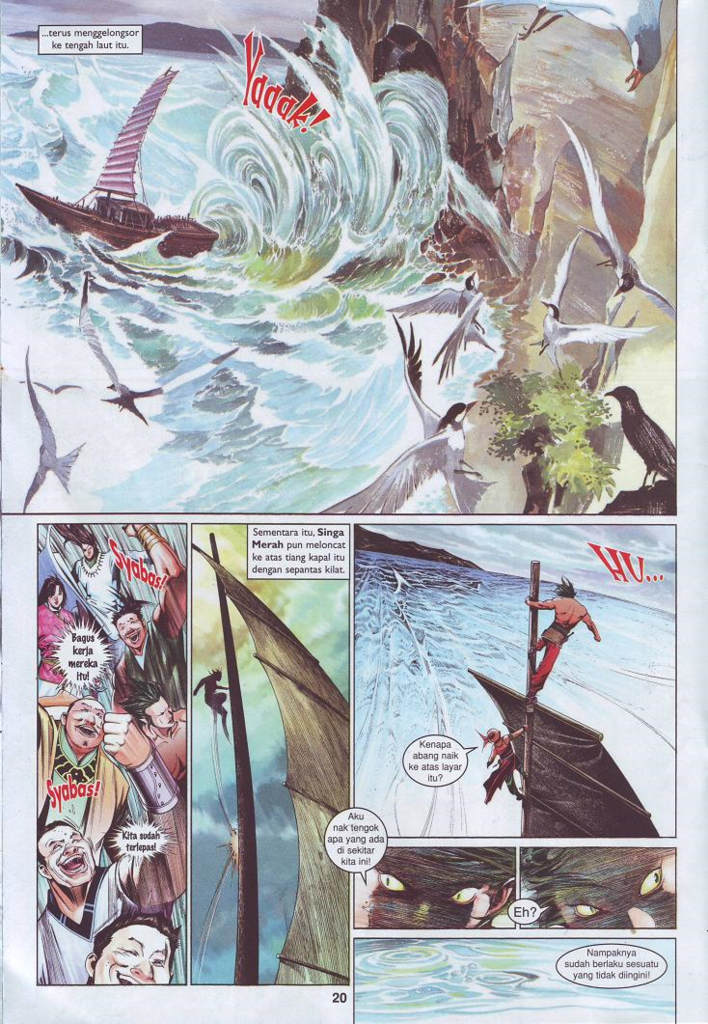 ...terus menggelongsor
ke tengah laut itu.
Yaaak!
Syabas!
Bagus
kerja
mereka
itu!
Syabas!
Kita sudah
terlepas!
Sementara itu, Singa
Merah pun meloncat
ke atas tiang kapal itu
dengan sepantas kilat.
HU...
Kenapa
abang naik
ke atas layar
itu?
Aku
nak tengok
apa yang ada
di sekitar
kita ini!
Eh?
Nampaknya
sudah berlaku sesuatu
yang tidak diingini!
20